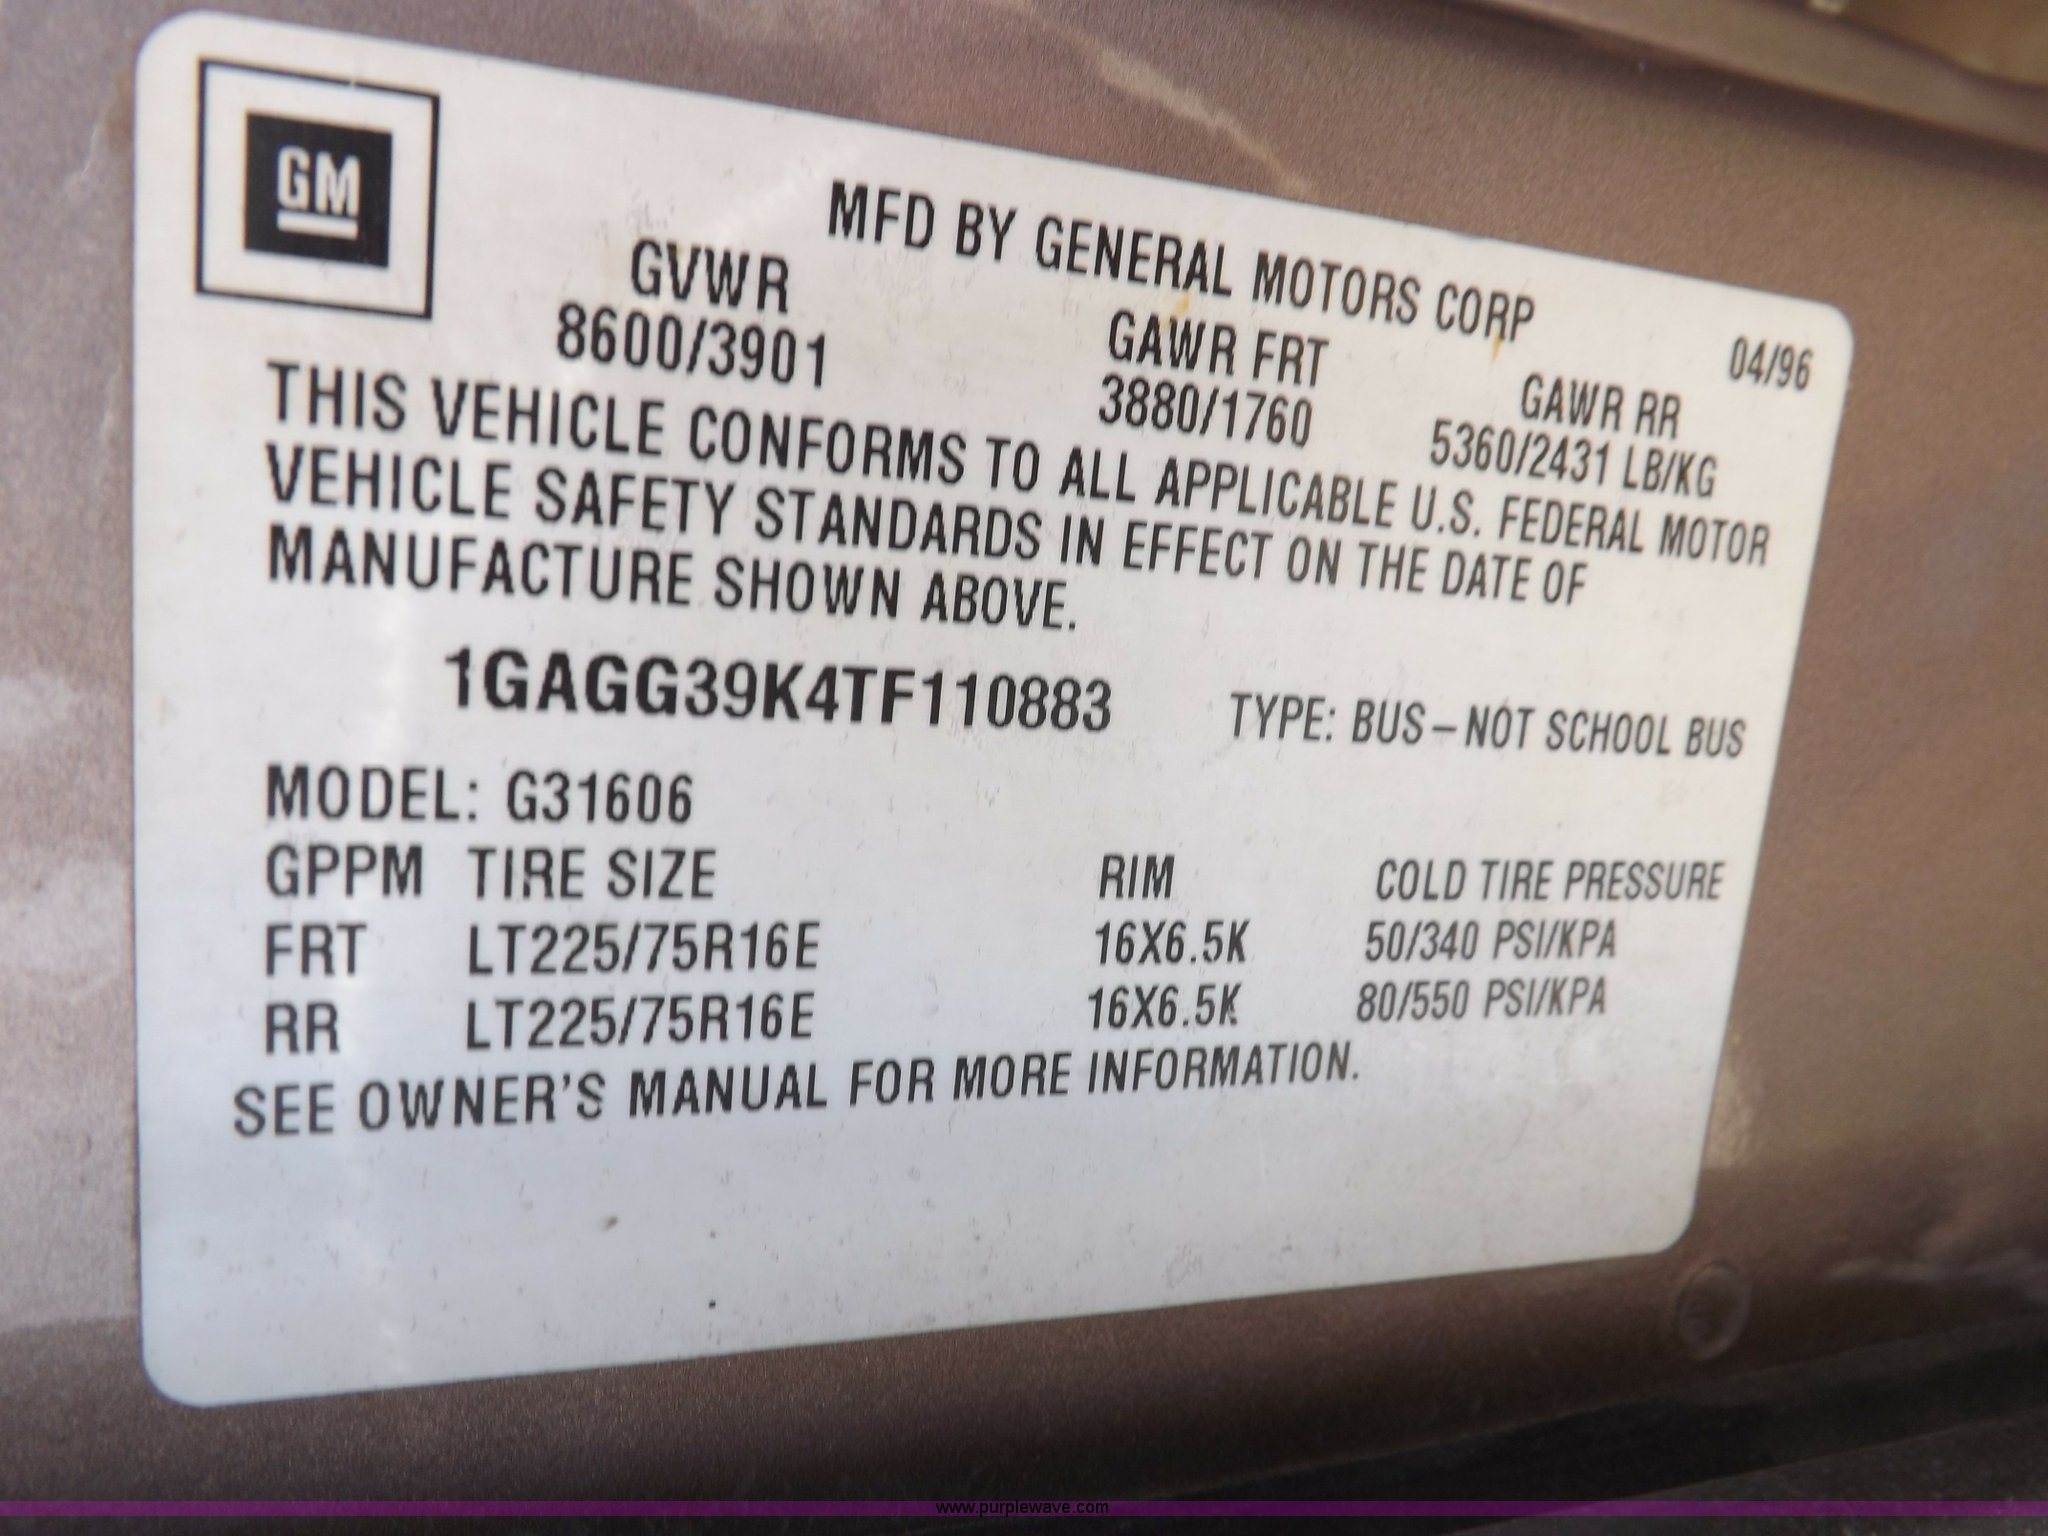 GM
MFD BY GENERAL MOTORS CORP
04/96
GVWR GAWR FRT GAWR RR
8600/3901 3880/1760 5360/2431 LB/KG
THIS VEHICLE CONFORMS TO ALL APPLICABLE U.S. FEDERAL MOTOR
VEHICLE SAFETY STANDARDS IN EFFECT ON THE DATE OF
MANUFACTURE SHOWN ABOVE.
1GAGG39K4TF110883 TYPE: BUS–NOT SCHOOL BUS
MODEL: G31606
GPPM TIRE SIZE RIM COLD TIRE PRESSURE
FRT LT225/75R16E 16X6.5K 50/340 PSI/KPA
RR LT225/75R16E 16X6.5K 80/550 PSI/KPA
SEE OWNER'S MANUAL FOR MORE INFORMATION.
www.purplewave.com